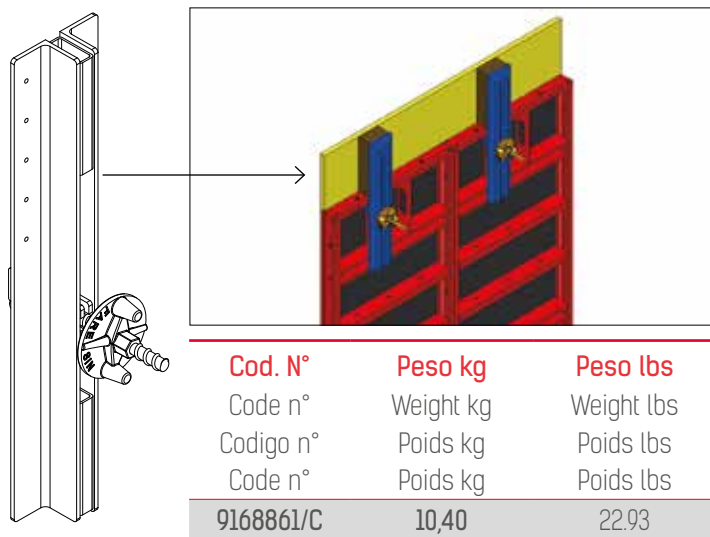 FARE
Cod. N° Peso kg Peso lbs
Code n° Weight kg Weight lbs
Codigo n° Poids kg Poids lbs
Code n° Poids kg Poids lbs
9168861/C 10,40 22.93